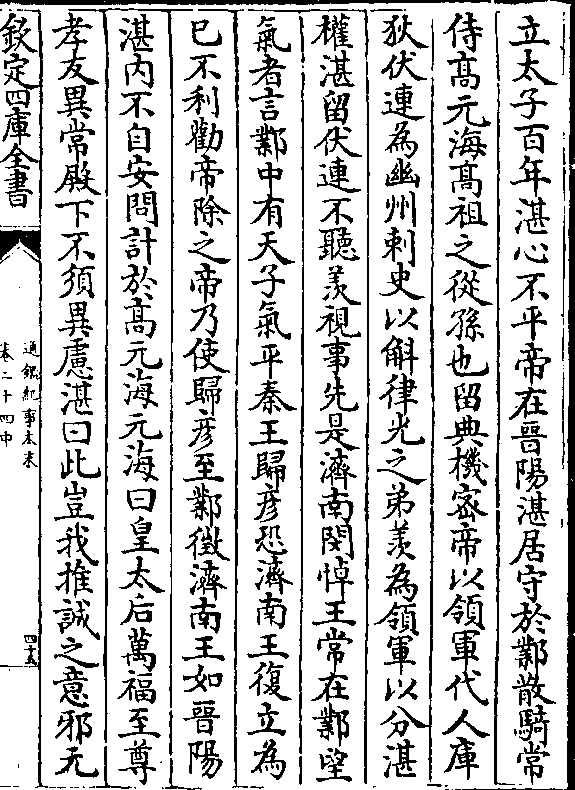 立太子百年湛心不平帝在晉陽湛居守於鄴散騎常
侍高元海高祖之從孫也留典機密帝以領軍代人庫
狄伏連為幽州刺史以斛律光之弟羨為領軍以分湛
權湛留伏連不聽羨視事先是濟南閔悼王常在鄴望
氣者言鄴中有天子氣平秦王歸彦恐濟南王復立為
已不利勸帝除之帝乃使歸彦至鄴徵濟南王如晉陽
湛内不自安問計於高元海元海曰皇太后萬福至尊
孝友異常殿下不須異慮湛曰此豈我推誠之意邪元
欽定四庫全書
通鑑紀事本末
卷二十四中
四十五